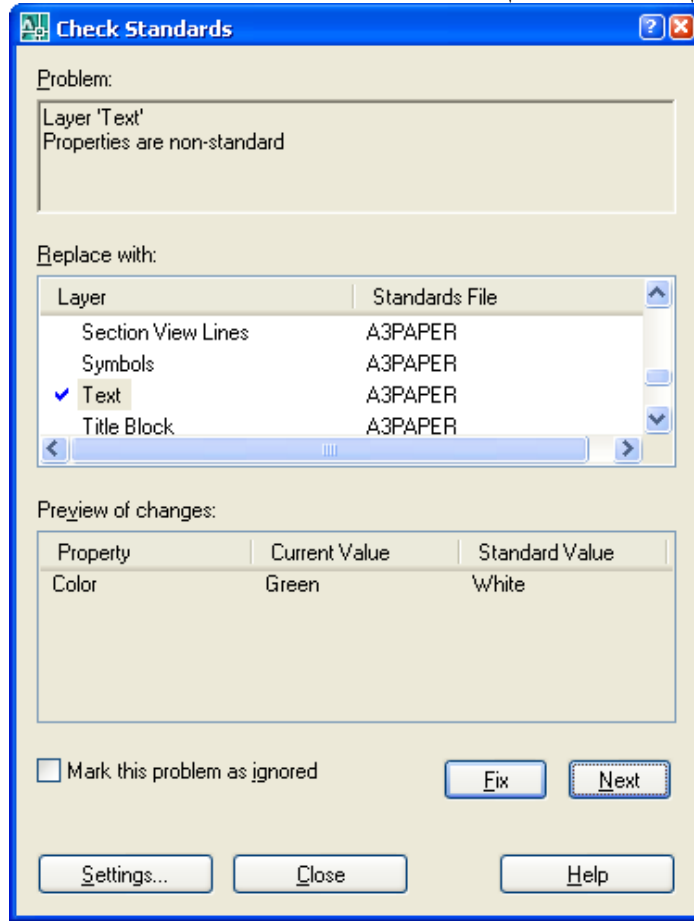 Check Standards
Problem:
Layer 'Text'
Properties are non-standard
Replace with:
Layer Standards File
Section View Lines A3PAPER
Symbols A3PAPER
Text A3PAPER
Title Block A3PAPER
Preview of changes:
Property Current Value Standard Value
Color Green White
Mark this problem as ignored
Fix Next
Settings... Close Help